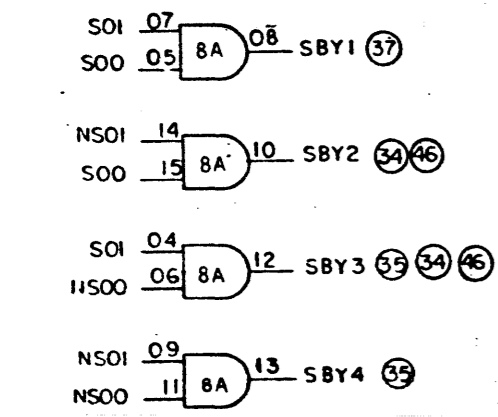 SO1 07
8A 08 SBY1 37
SO0 05
NSO1 14
8A 10 SBY2 34 46
SO0 15
SO1 04
8A 12 SBY3 35 34 46
NSO0 06
NSO1 09
8A 13 SBY4 35
NSO0 11